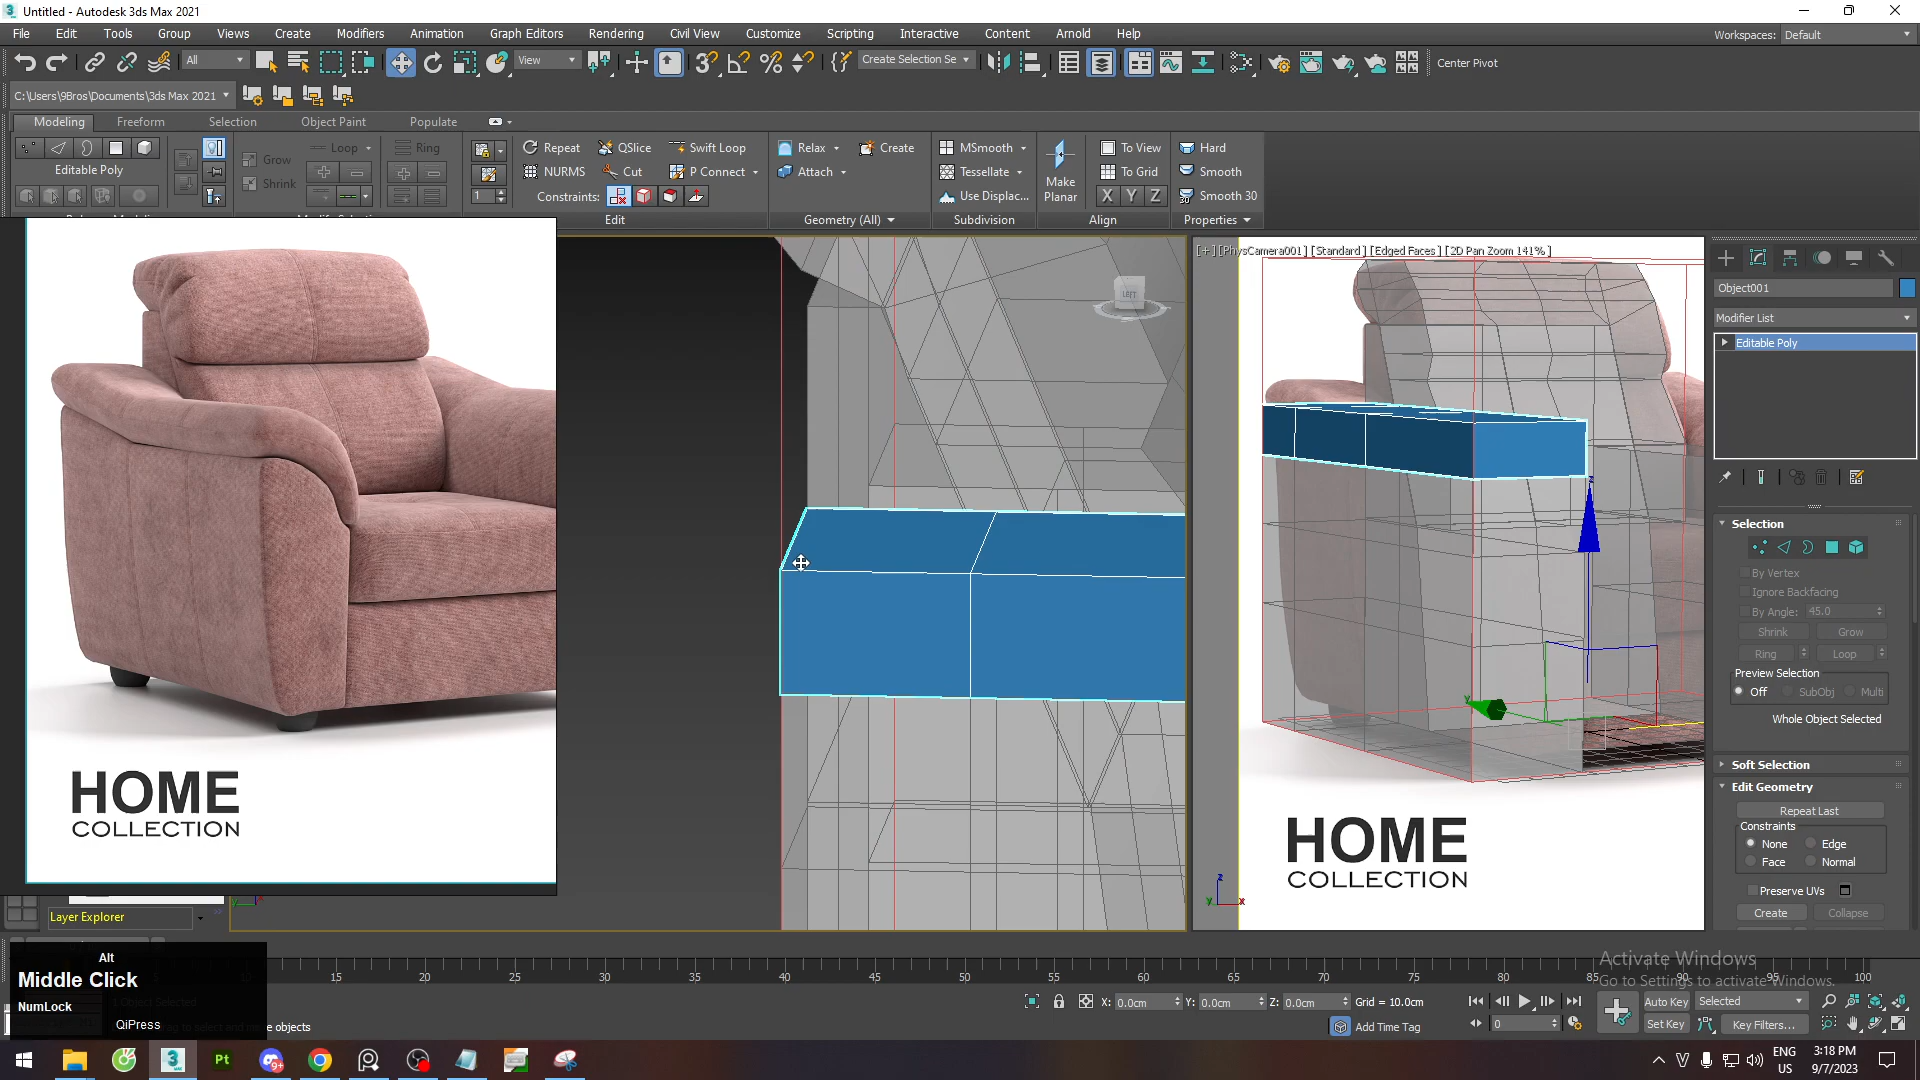 Untitled - Autodesk 3ds Max 2021
File Edit Tools Group Views Create Modifiers Animation Graph Editors Rendering Civil View Customize Scripting Interactive Content Arnold Help
Workspaces: Default
All View Create Selection Se Center Pivot
C:\Users\9Bros\Documents\3ds Max 2021
Modeling Freeform Selection Object Paint Populate
Loop Ring Repeat QSlice Swift Loop Relax Create MSmooth To View Hard
Grow
Editable Poly NURMS Cut P Connect Attach Tessellate To Grid Smooth
Shrink
1 Constraints: Use Displac... Make Planar X Y Z Smooth 30
Edit Geometry (All) Subdivision Align Properties
[+] [PhysCamera001] [Standard] [Edged Faces] [2D Pan Zoom 141%]
LEFT
Object001
Modifier List
Editable Poly
Selection
By Vertex
Ignore Backfacing
By Angle: 45.0
Shrink Grow
Ring Loop
Preview Selection
Off SubObj Multi
Whole Object Selected
Soft Selection
Edit Geometry
Repeat Last
Constraints
None Edge
Face Normal
Preserve UVs
Create Collapse
HOME
COLLECTION
HOME
COLLECTION
z
y x
Layer Explorer
Alt
Middle Click
NumLock
QiPress
objects
15 20 25 30 35 40 45 50 55 60 65 70 75 80 85 90 95 100
Activate Windows
Go to Settings to activate Windows.
X: 0.0cm Y: 0.0cm Z: 0.0cm Grid = 10.0cm
Add Time Tag
0
Auto Key Selected
Set Key Key Filters...
ENG
US
3:18 PM
9/7/2023